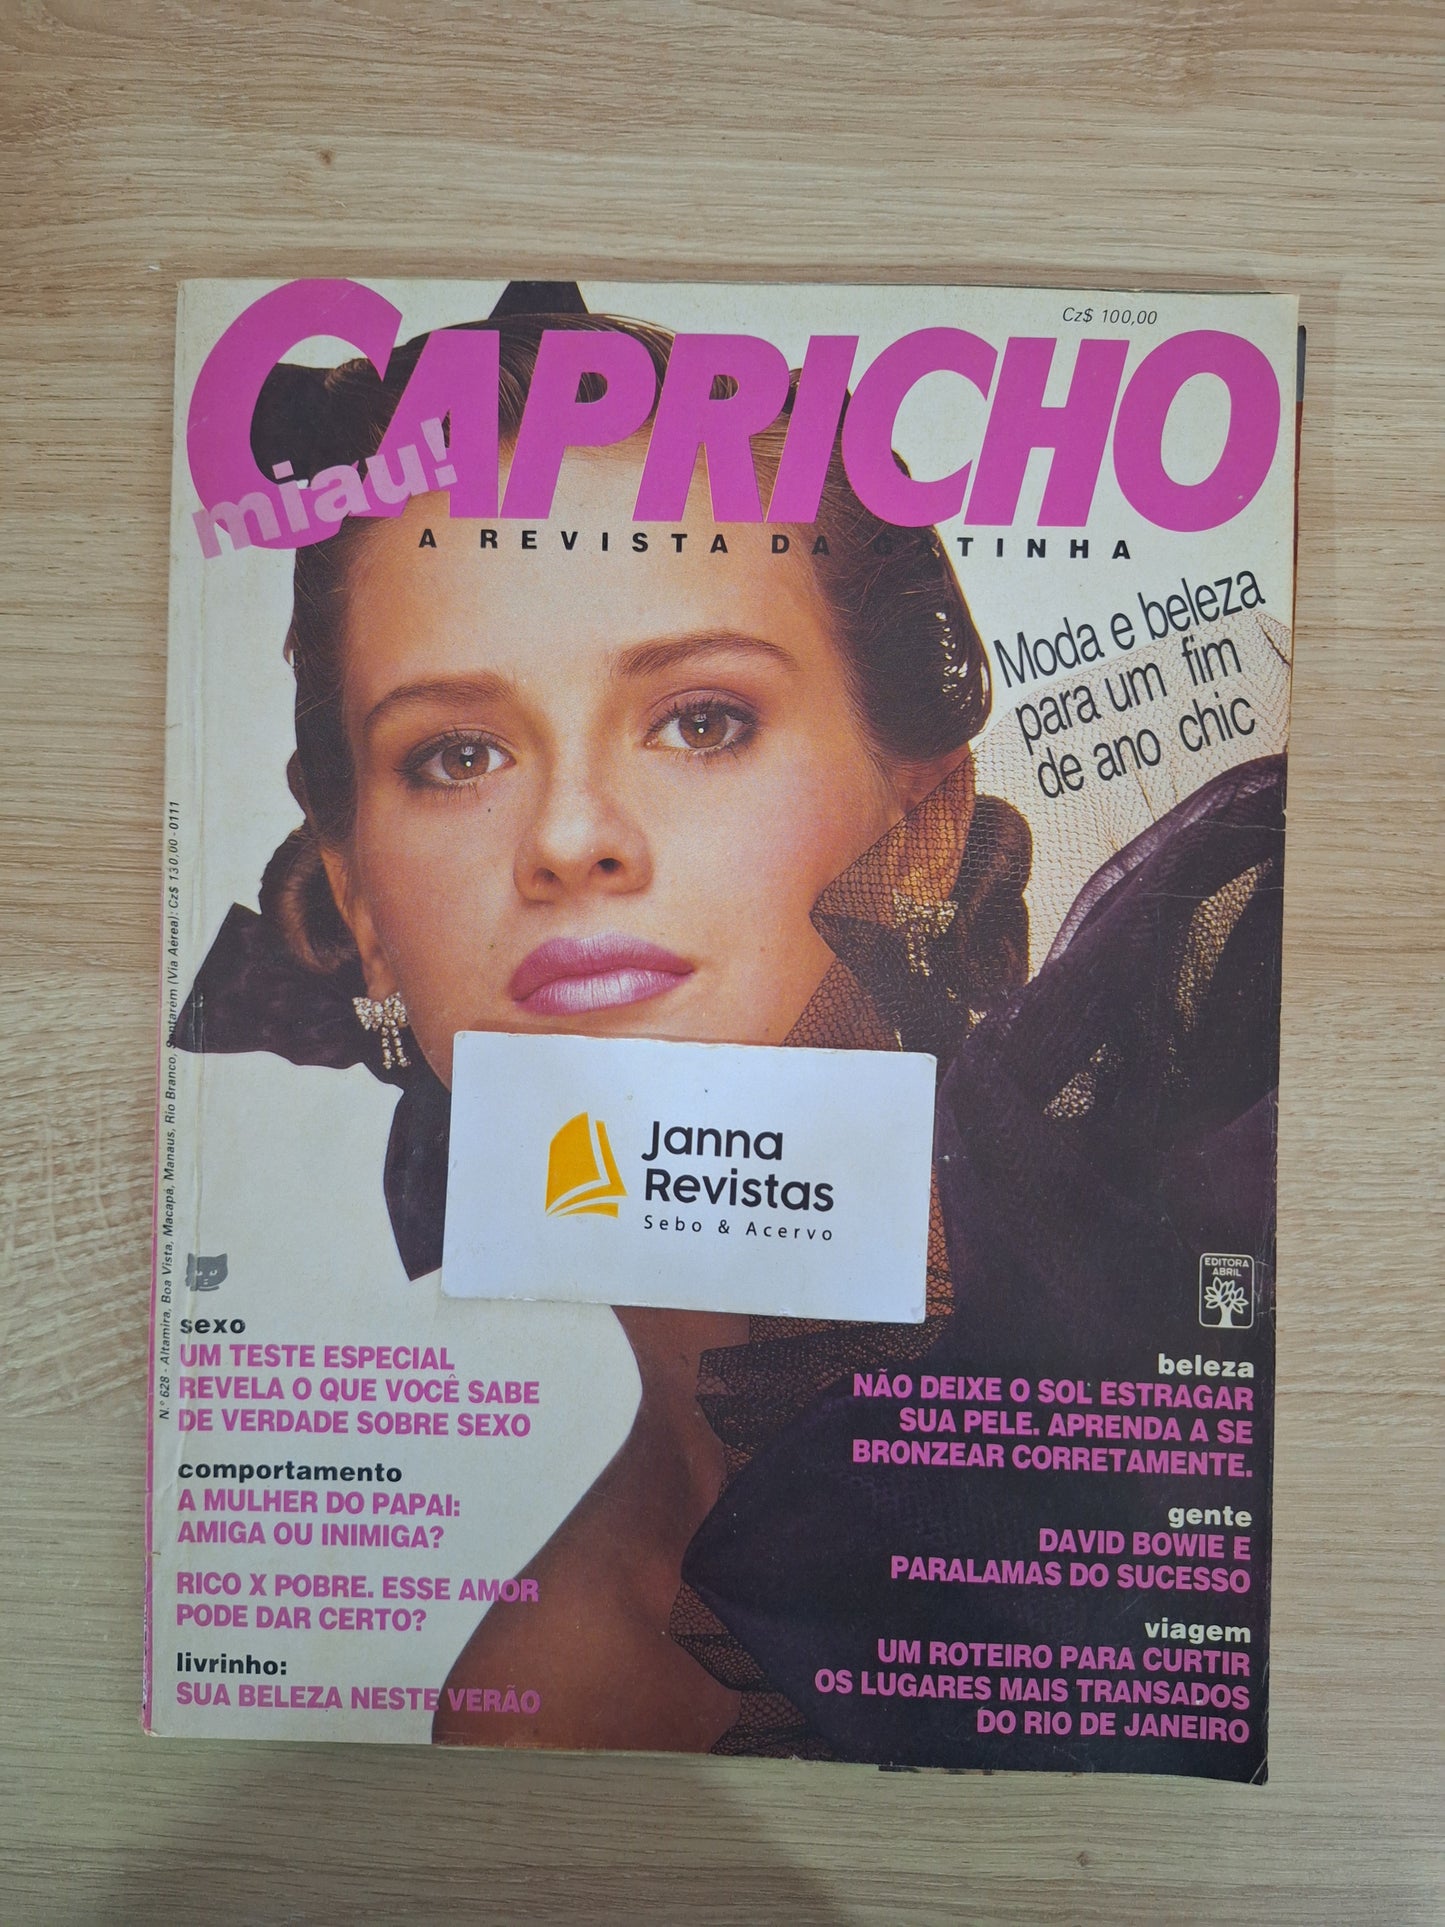 Cz$ 100,00
CAPRICHO
miau!
A REVISTA DA GATINHA
Moda e beleza
para um fim
de ano chic
N.º 628 - Altamira, Boa Vista, Macapá, Manaus, Rio Branco, Santarém (Via Aérea): Cz$ 130,00 - 0111
Janna
Revistas
Sebo & Acervo
EDITORA
ABRIL
sexo
UM TESTE ESPECIAL
REVELA O QUE VOCÊ SABE
DE VERDADE SOBRE SEXO
comportamento
A MULHER DO PAPAI:
AMIGA OU INIMIGA?
RICO X POBRE. ESSE AMOR
PODE DAR CERTO?
livrinho:
SUA BELEZA NESTE VERÃO
beleza
NÃO DEIXE O SOL ESTRAGAR
SUA PELE. APRENDA A SE
BRONZEAR CORRETAMENTE.
gente
DAVID BOWIE E
PARALAMAS DO SUCESSO
viagem
UM ROTEIRO PARA CURTIR
OS LUGARES MAIS TRANSADOS
DO RIO DE JANEIRO